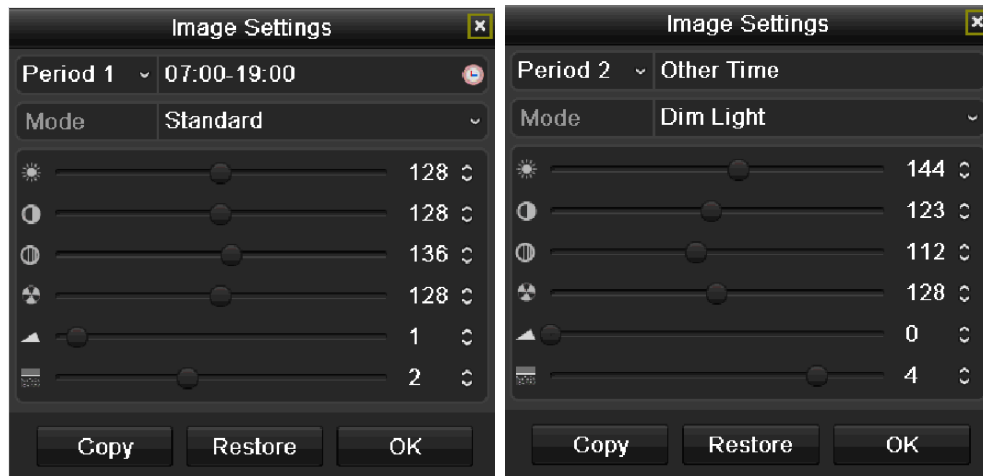 Image Settings
Period 1 07:00-19:00
Mode Standard
128
128
136
128
1
2
Copy Restore OK
Image Settings
Period 2 Other Time
Mode Dim Light
144
123
112
128
0
4
Copy Restore OK